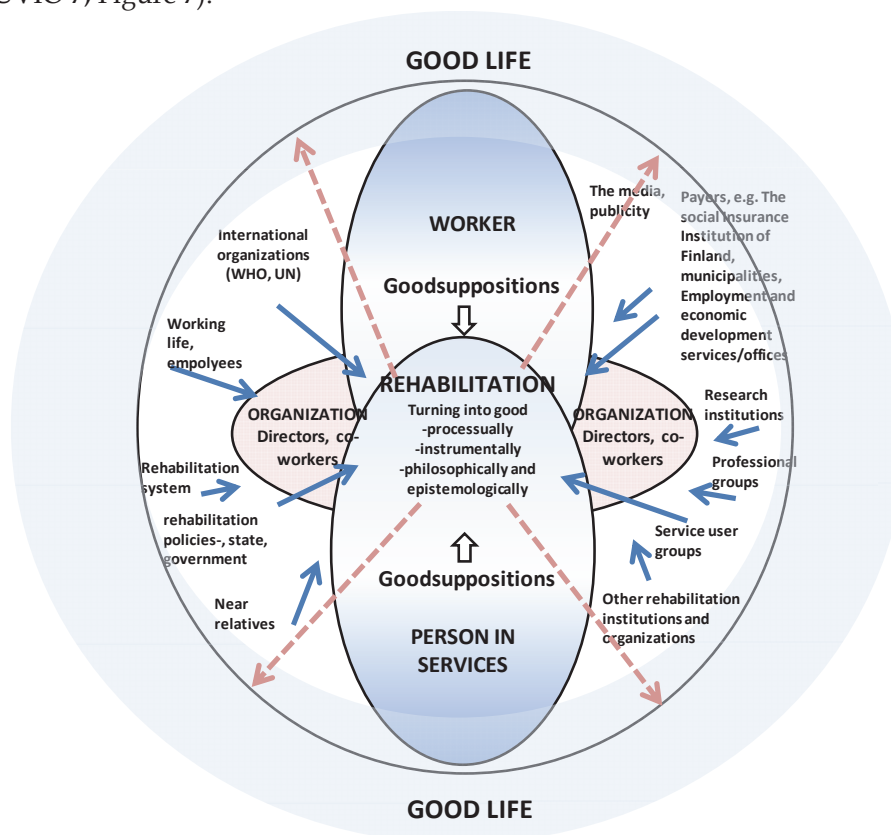 Figure 7).
GOOD LIFE
WORKER
Goodsuppositions
International
organizations
(WHO, UN)
The media,
publicity
Payers, e.g. The
social Insurance
Institution of
Finland,
municipalities,
Employment and
economic
development
services/offices
Working
life,
empolyees
REHABILITATION
Turning into good
-processually
-instrumentally
-philosophically and
epistemologically
ORGANIZATION
Directors, co-
workers
ORGANIZATION
Directors, co-
workers
Research
institutions
Professional
groups
Rehabilitation
system
rehabilitation
policies-, state,
government
Service user
groups
Near
relatives
Other rehabilitation
institutions and
organizations
Goodsuppositions
PERSON IN
SERVICES
GOOD LIFE